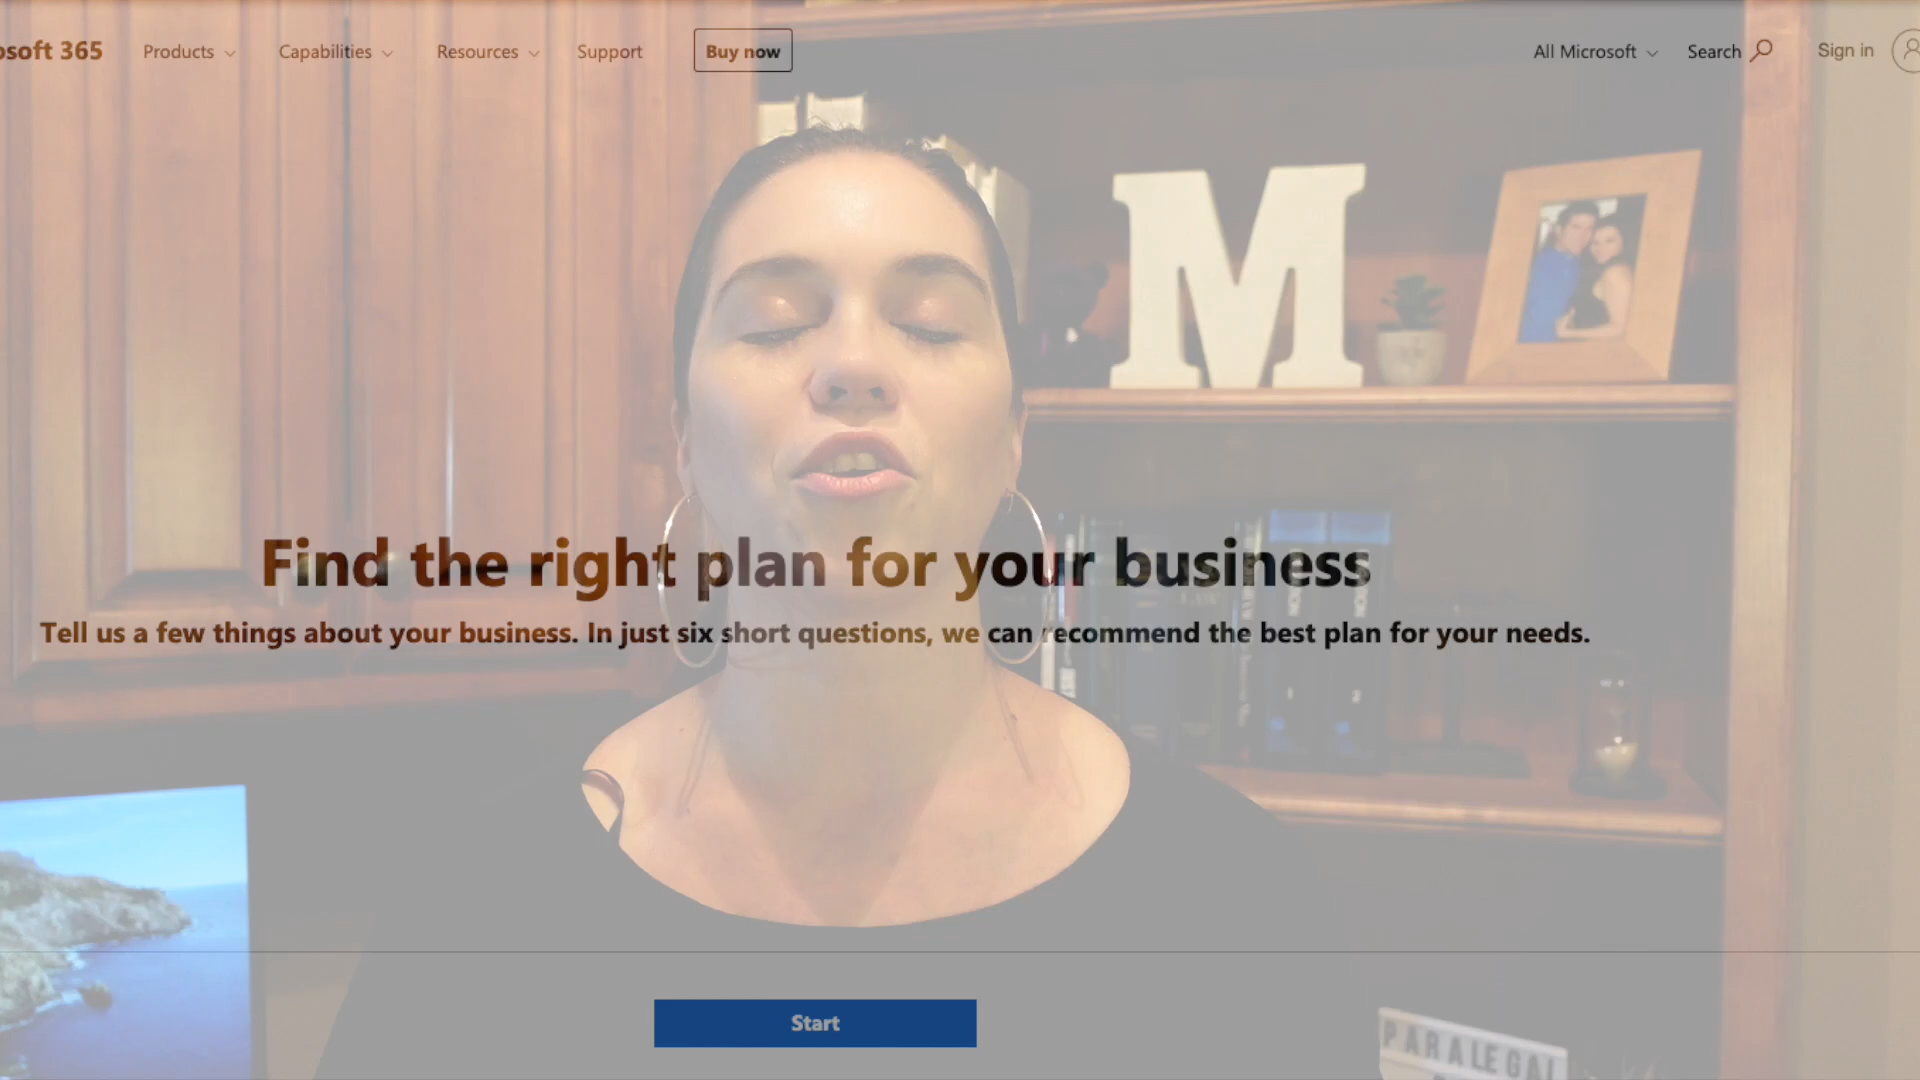 osoft 365 Products Capabilities Resources Support Buy now All Microsoft Search Sign in
M
Find the right plan for your business
Tell us a few things about your business. In just six short questions, we can recommend the best plan for your needs.
Start
PARALEGAL